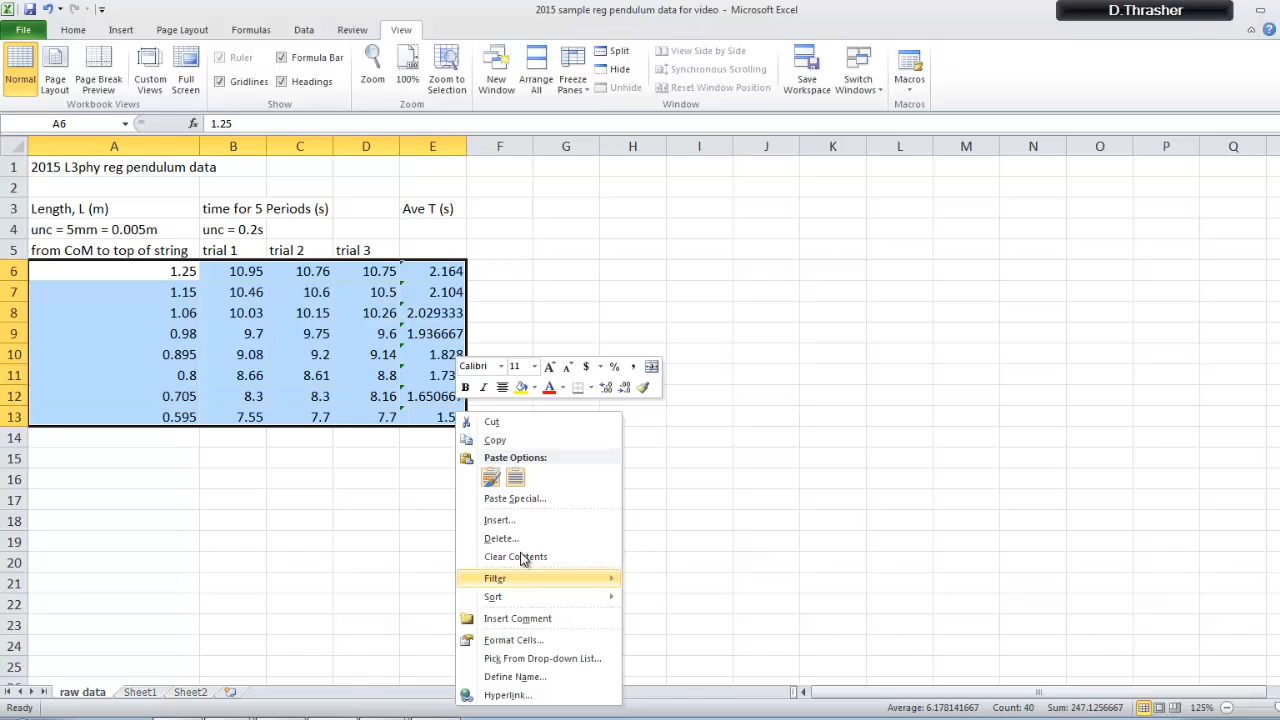 2015 sample reg pendulum data for video - Microsoft Excel
D.Thrasher
File Home Insert Page Layout Formulas Data Review View
Normal
Page Layout
Page Break Preview
Custom Views
Full Screen
Workbook Views
Ruler
Formula Bar
Gridlines
Headings
Show
Zoom
100%
Zoom to Selection
Zoom
New Window
Arrange All
Freeze Panes
Split
Hide
Unhide
View Side by Side
Synchronous Scrolling
Reset Window Position
Window
Save Workspace
Switch Windows
Macros
Macros
A6 fx 1.25
A B C D E F G H I J K L M N O P Q
1 2015 L3phy reg pendulum data
2
3 Length, L (m) time for 5 Periods (s) Ave T (s)
4 unc = 5mm = 0.005m unc = 0.2s
5 from CoM to top of string trial 1 trial 2 trial 3
6 1.25 10.95 10.76 10.75 2.164
7 1.15 10.46 10.6 10.5 2.104
8 1.06 10.03 10.15 10.26 2.029333
9 0.98 9.7 9.75 9.6 1.936667
10 0.895 9.08 9.2 9.14 1.828
11 0.8 8.66 8.61 8.8 1.73
12 0.705 8.3 8.3 8.16 1.65066
13 0.595 7.55 7.7 7.7 1.5
14
15
16
17
18
19
20
21
22
23
24
25
Calibri 11 A A $ % ,
B I A
Cut
Copy
Paste Options:
Paste Special...
Insert...
Delete...
Clear Contents
Filter
Sort
Insert Comment
Format Cells...
Pick From Drop-down List...
Define Name...
Hyperlink...
raw data Sheet1 Sheet2
Ready Average: 6.178141667 Count: 40 Sum: 247.1256667 125%